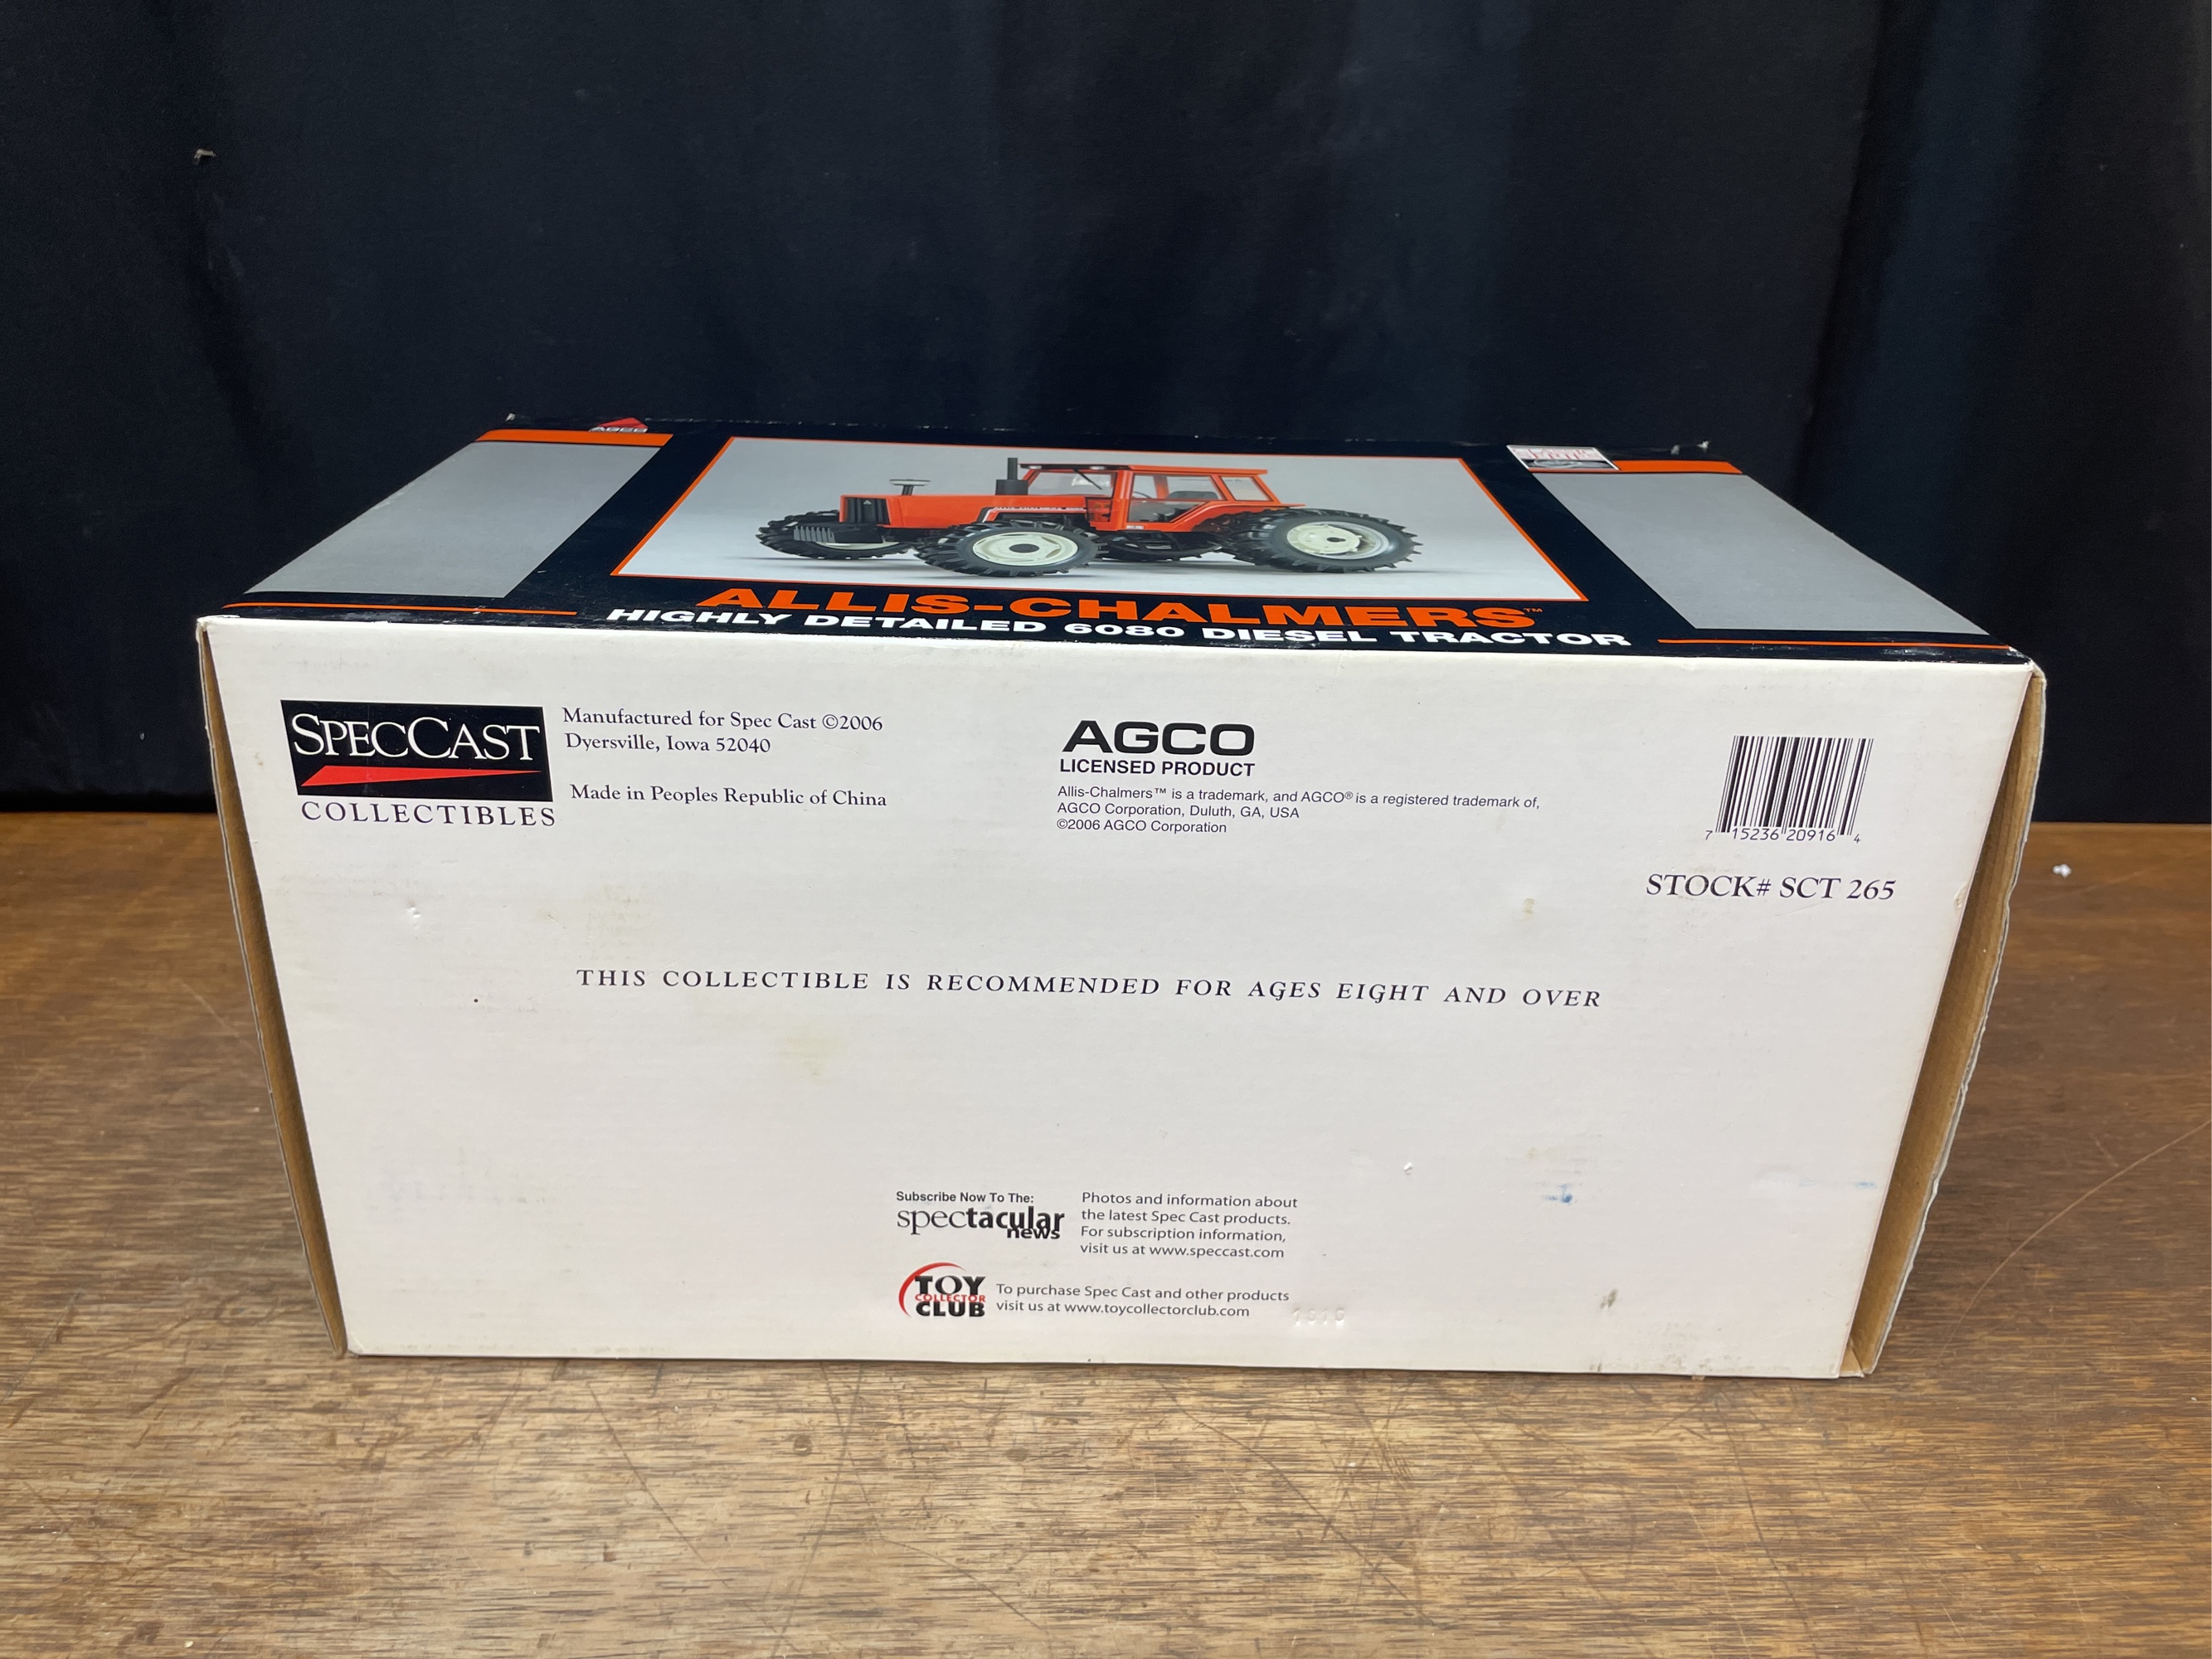 AGCO
ALLIS-CHALMERS™
HIGHLY DETAILED 6080 DIESEL TRACTOR
SPECCAST
COLLECTIBLES
Manufactured for Spec Cast ©2006
Dyersville, Iowa 52040
Made in Peoples Republic of China
AGCO
LICENSED PRODUCT
Allis-Chalmers™ is a trademark, and AGCO® is a registered trademark of,
AGCO Corporation, Duluth, GA, USA
©2006 AGCO Corporation
7 15236 20916 4
STOCK# SCT 265
THIS COLLECTIBLE IS RECOMMENDED FOR AGES EIGHT AND OVER
Subscribe Now To The:
spectacular
news
Photos and information about
the latest Spec Cast products.
For subscription information,
visit us at www.speccast.com
TOY
COLLECTOR
CLUB
To purchase Spec Cast and other products
visit us at www.toycollectorclub.com